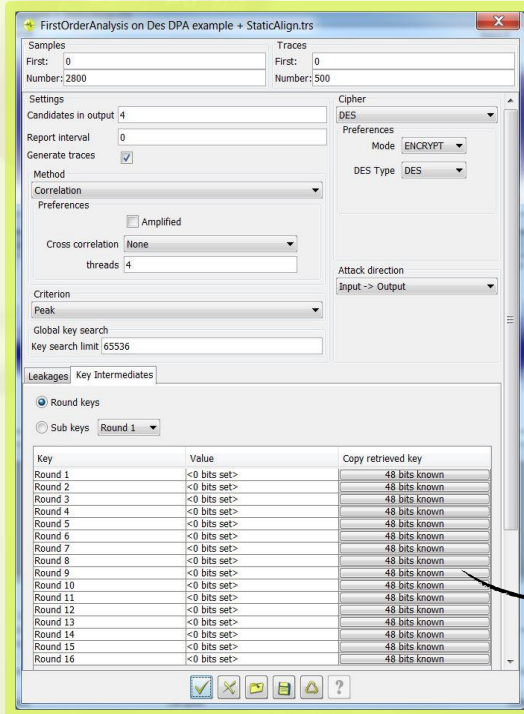 FirstOrderAnalysis on Des DPA example + StaticAlign.trs
Samples
First: 0
Number: 2800
Traces
First: 0
Number: 500
Settings
Candidates in output 4
Report interval 0
Generate traces
Method
Correlation
Preferences
Amplified
Cross correlation None
threads 4
Criterion
Peak
Global key search
Key search limit 65536
Cipher
DES
Preferences
Mode ENCRYPT
DES Type DES
Attack direction
Input -> Output
Leakages Key Intermediates
Round keys
Sub keys Round 1
Key Value Copy retrieved key
Round 1 <0 bits set> 48 bits known
Round 2 <0 bits set> 48 bits known
Round 3 <0 bits set> 48 bits known
Round 4 <0 bits set> 48 bits known
Round 5 <0 bits set> 48 bits known
Round 6 <0 bits set> 48 bits known
Round 7 <0 bits set> 48 bits known
Round 8 <0 bits set> 48 bits known
Round 9 <0 bits set> 48 bits known
Round 10 <0 bits set> 48 bits known
Round 11 <0 bits set> 48 bits known
Round 12 <0 bits set> 48 bits known
Round 13 <0 bits set> 48 bits known
Round 14 <0 bits set> 48 bits known
Round 15 <0 bits set> 48 bits known
Round 16 <0 bits set> 48 bits known
?